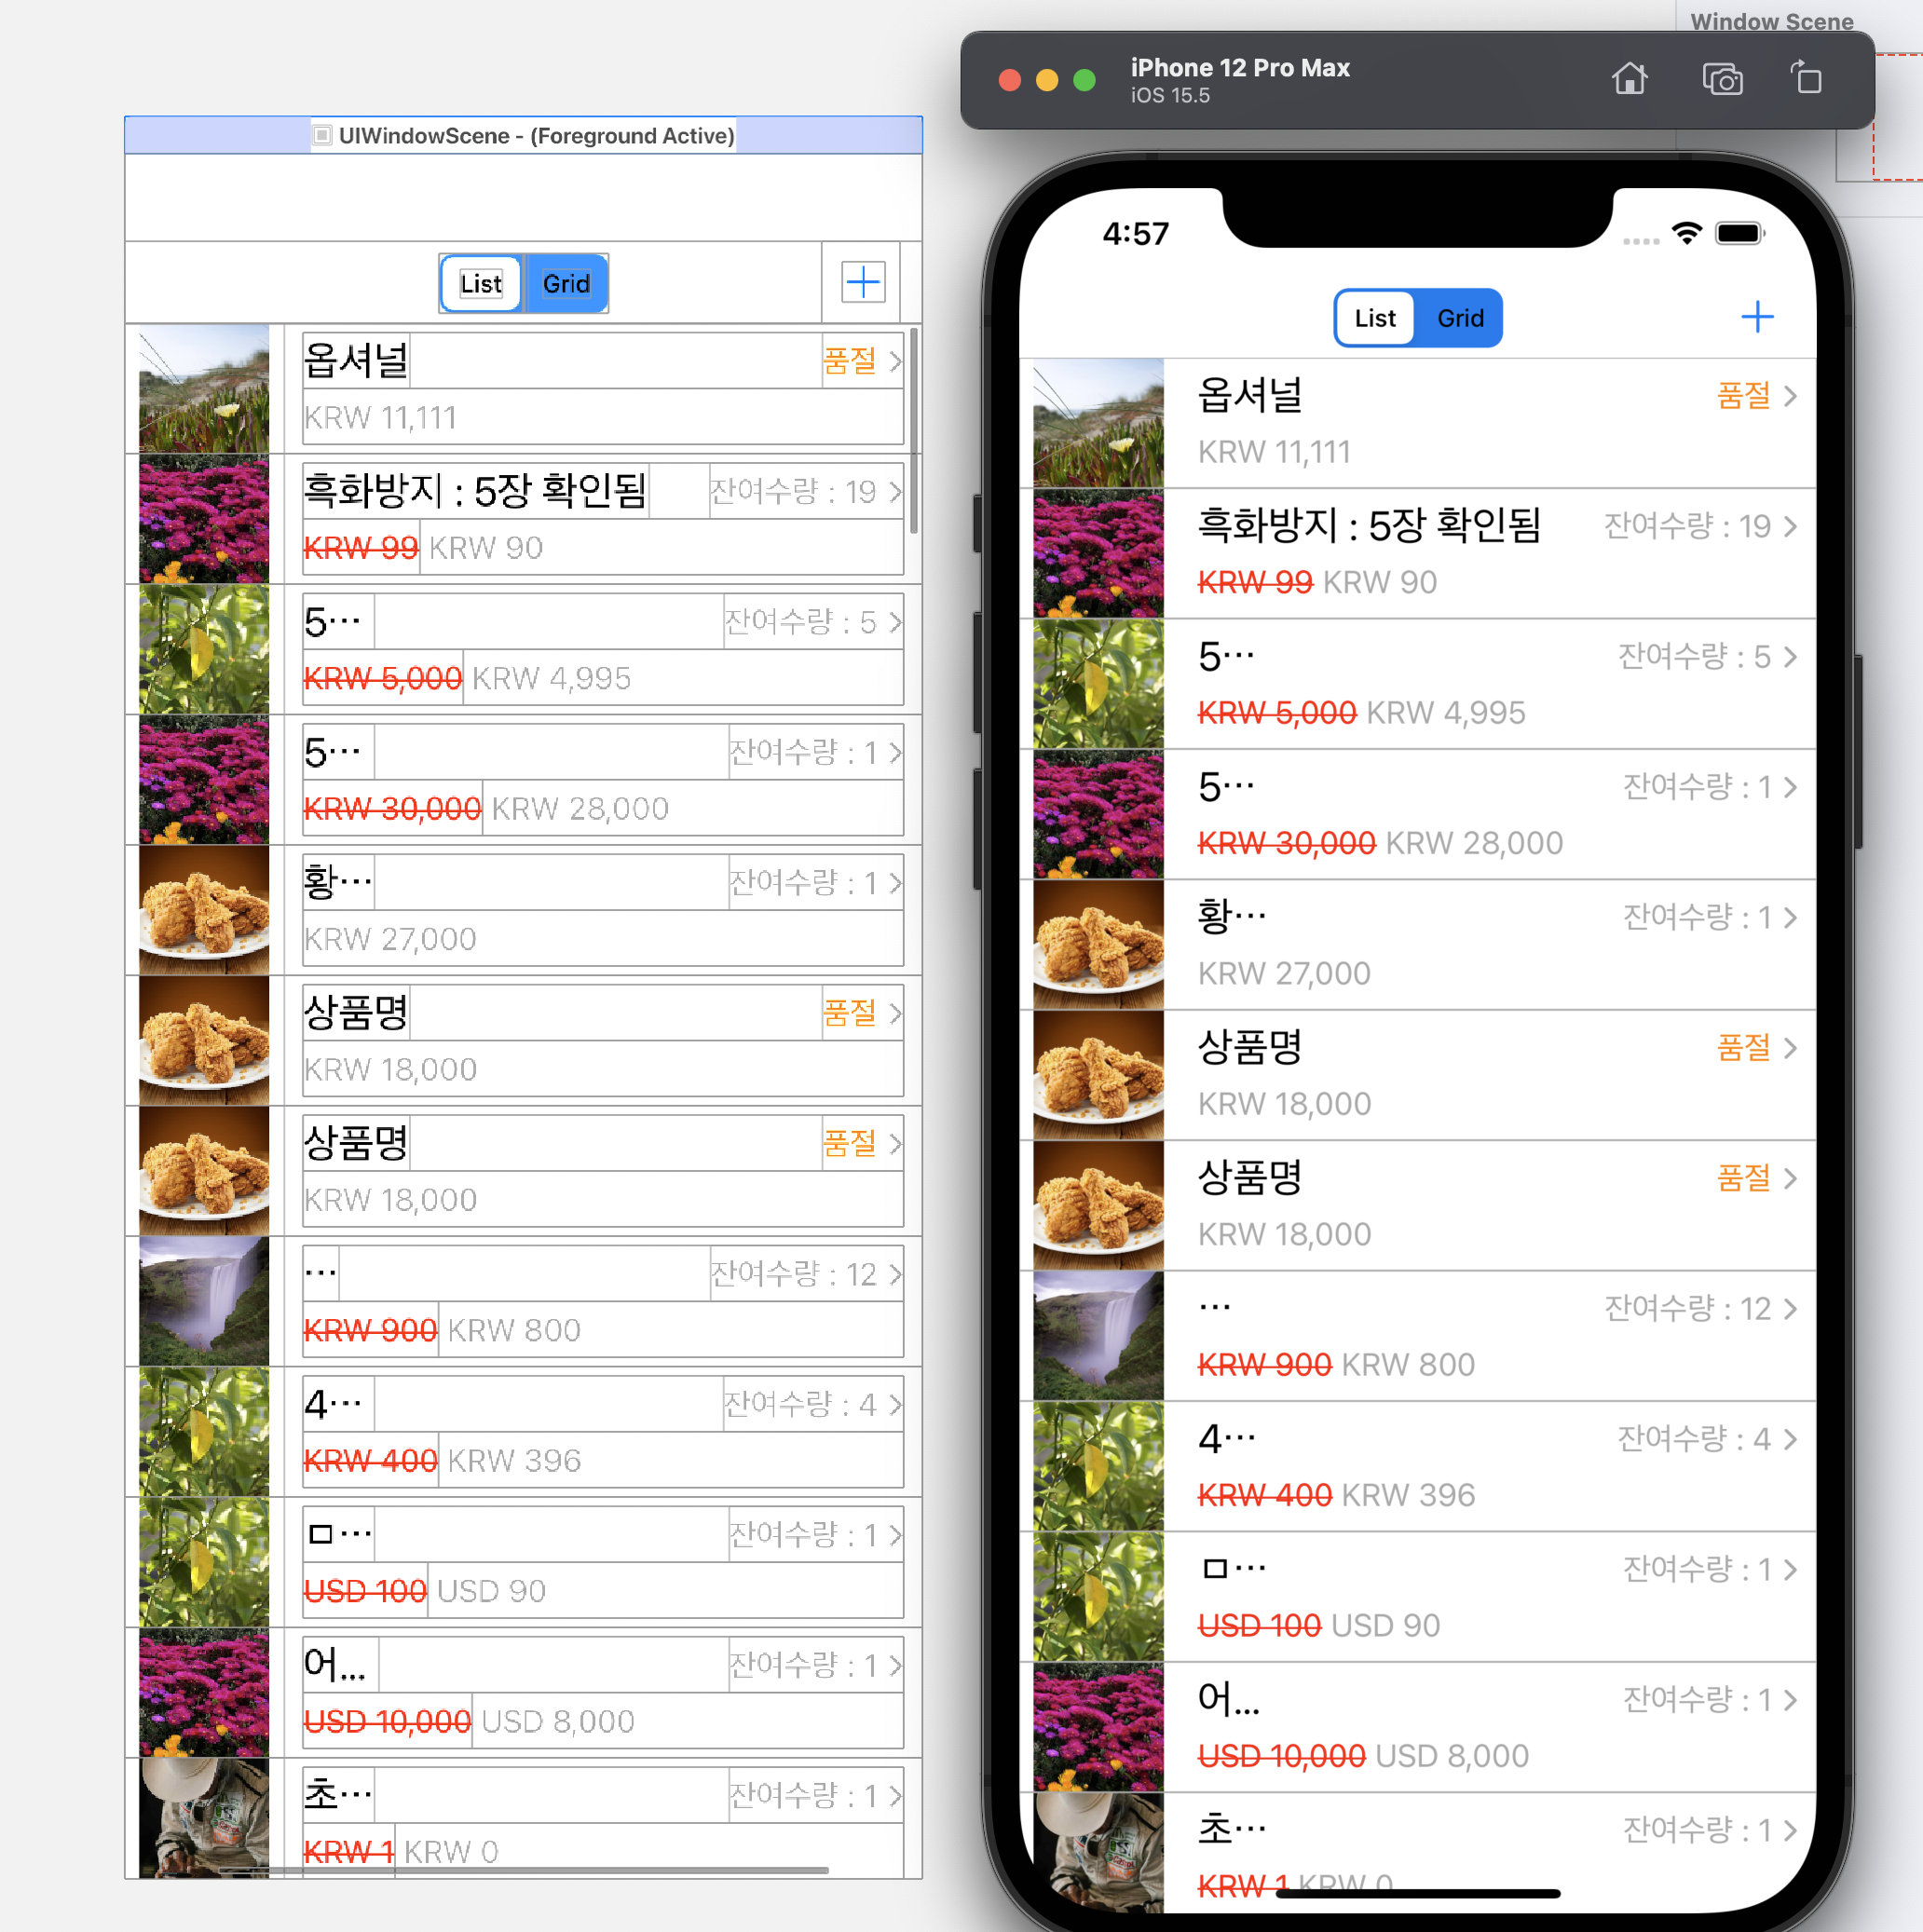 Window Scene
iPhone 12 Pro Max
iOS 15.5
UIWindowScene - (Foreground Active)
List Grid
옵셔널 품절
KRW 11,111
흑화방지 : 5장 확인됨 잔여수량 : 19
KRW 99 KRW 90
5⋯ 잔여수량 : 5
KRW 5,000 KRW 4,995
5⋯ 잔여수량 : 1
KRW 30,000 KRW 28,000
황⋯ 잔여수량 : 1
KRW 27,000
상품명 품절
KRW 18,000
상품명 품절
KRW 18,000
⋯ 잔여수량 : 12
KRW 900 KRW 800
4⋯ 잔여수량 : 4
KRW 400 KRW 396
ㅁ⋯ 잔여수량 : 1
USD 100 USD 90
어... 잔여수량 : 1
USD 10,000 USD 8,000
초⋯ 잔여수량 : 1
KRW 1 KRW 0
4:57
List Grid
옵셔널 품절
KRW 11,111
흑화방지 : 5장 확인됨 잔여수량 : 19
KRW 99 KRW 90
5⋯ 잔여수량 : 5
KRW 5,000 KRW 4,995
5⋯ 잔여수량 : 1
KRW 30,000 KRW 28,000
황⋯ 잔여수량 : 1
KRW 27,000
상품명 품절
KRW 18,000
상품명 품절
KRW 18,000
⋯ 잔여수량 : 12
KRW 900 KRW 800
4⋯ 잔여수량 : 4
KRW 400 KRW 396
ㅁ⋯ 잔여수량 : 1
USD 100 USD 90
어... 잔여수량 : 1
USD 10,000 USD 8,000
초⋯ 잔여수량 : 1
KRW 1 KRW 0